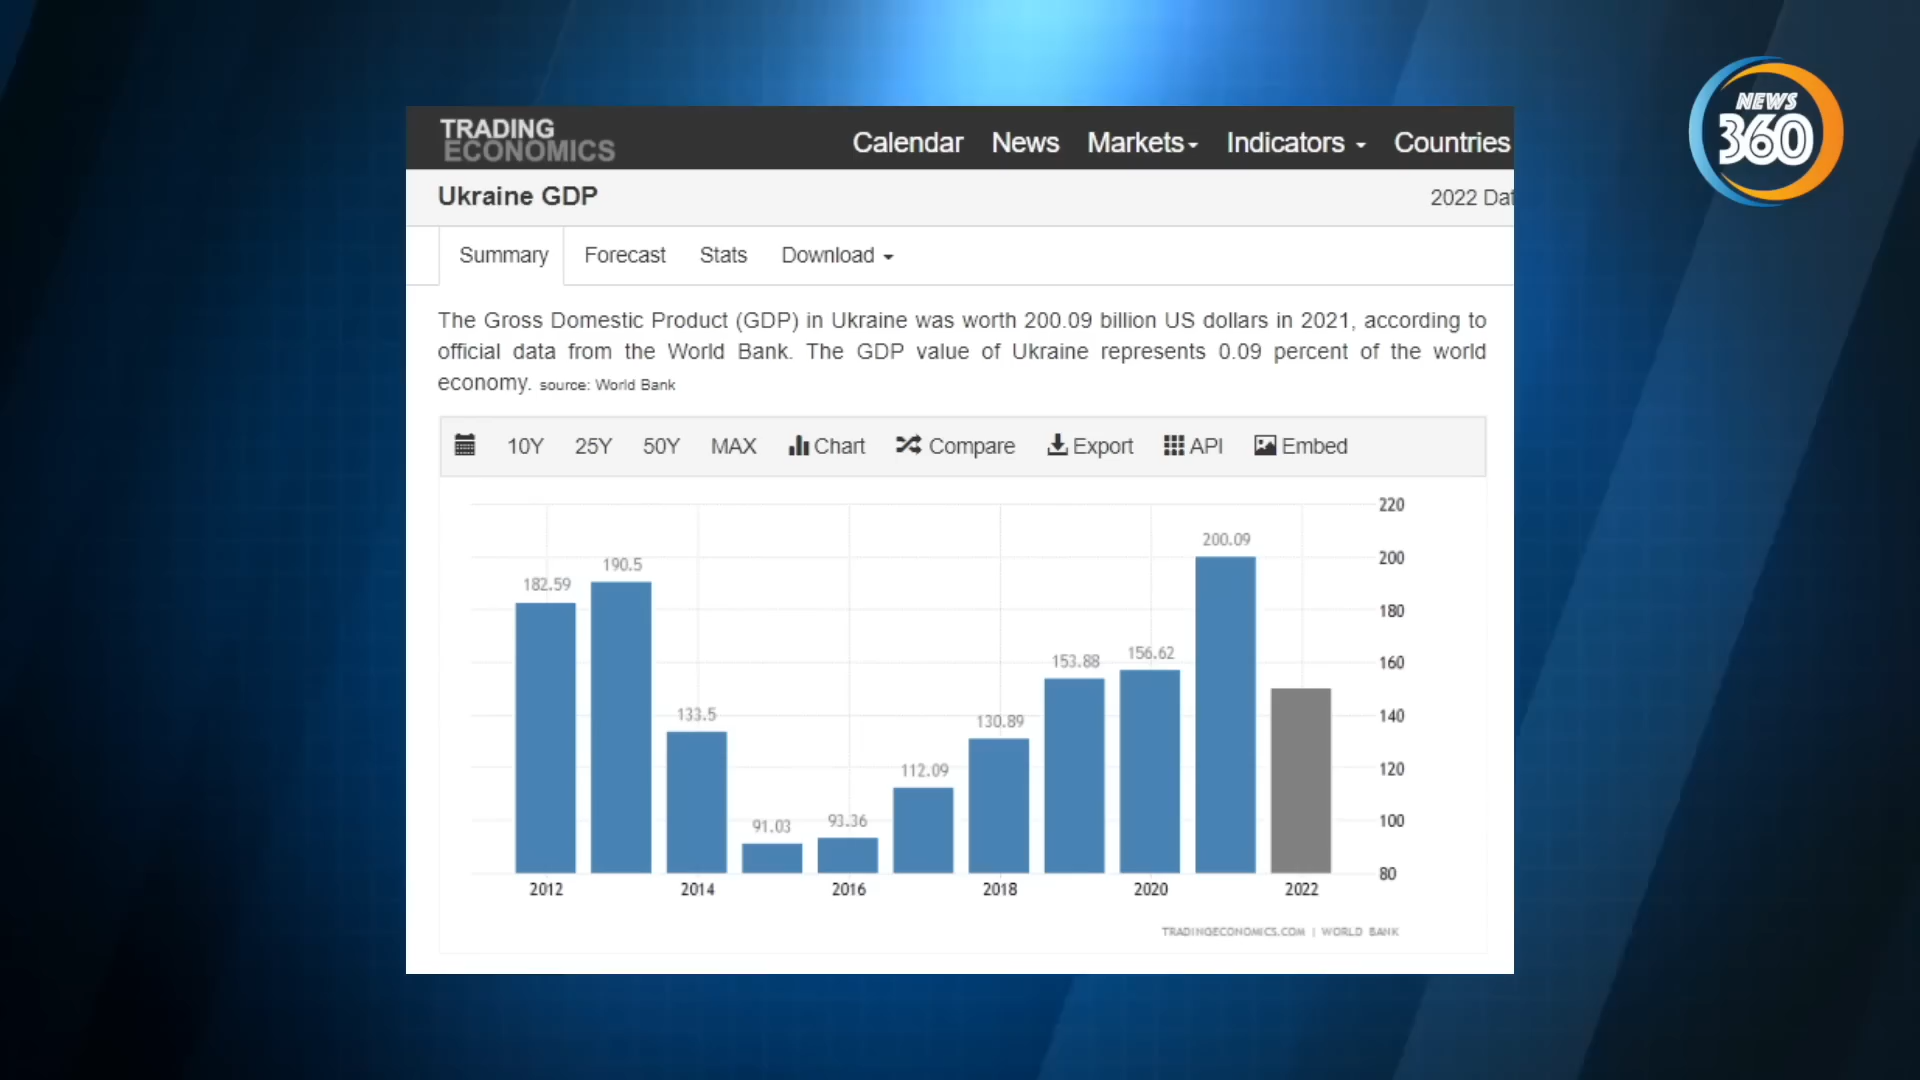 NEWS
360
TRADING
ECONOMICS
Calendar News Markets Indicators Countries
Ukraine GDP
2022 Dat
Summary Forecast Stats Download
The Gross Domestic Product (GDP) in Ukraine was worth 200.09 billion US dollars in 2021, according to
official data from the World Bank. The GDP value of Ukraine represents 0.09 percent of the world
economy. source: World Bank
10Y 25Y 50Y MAX Chart Compare Export API Embed
220
200.09
200
190.5
182.59
180
160
156.62
153.88
140
133.5
130.89
120
112.09
100
93.36
91.03
80
2012 2014 2016 2018 2020 2022
TRADINGECONOMICS.COM | WORLD BANK